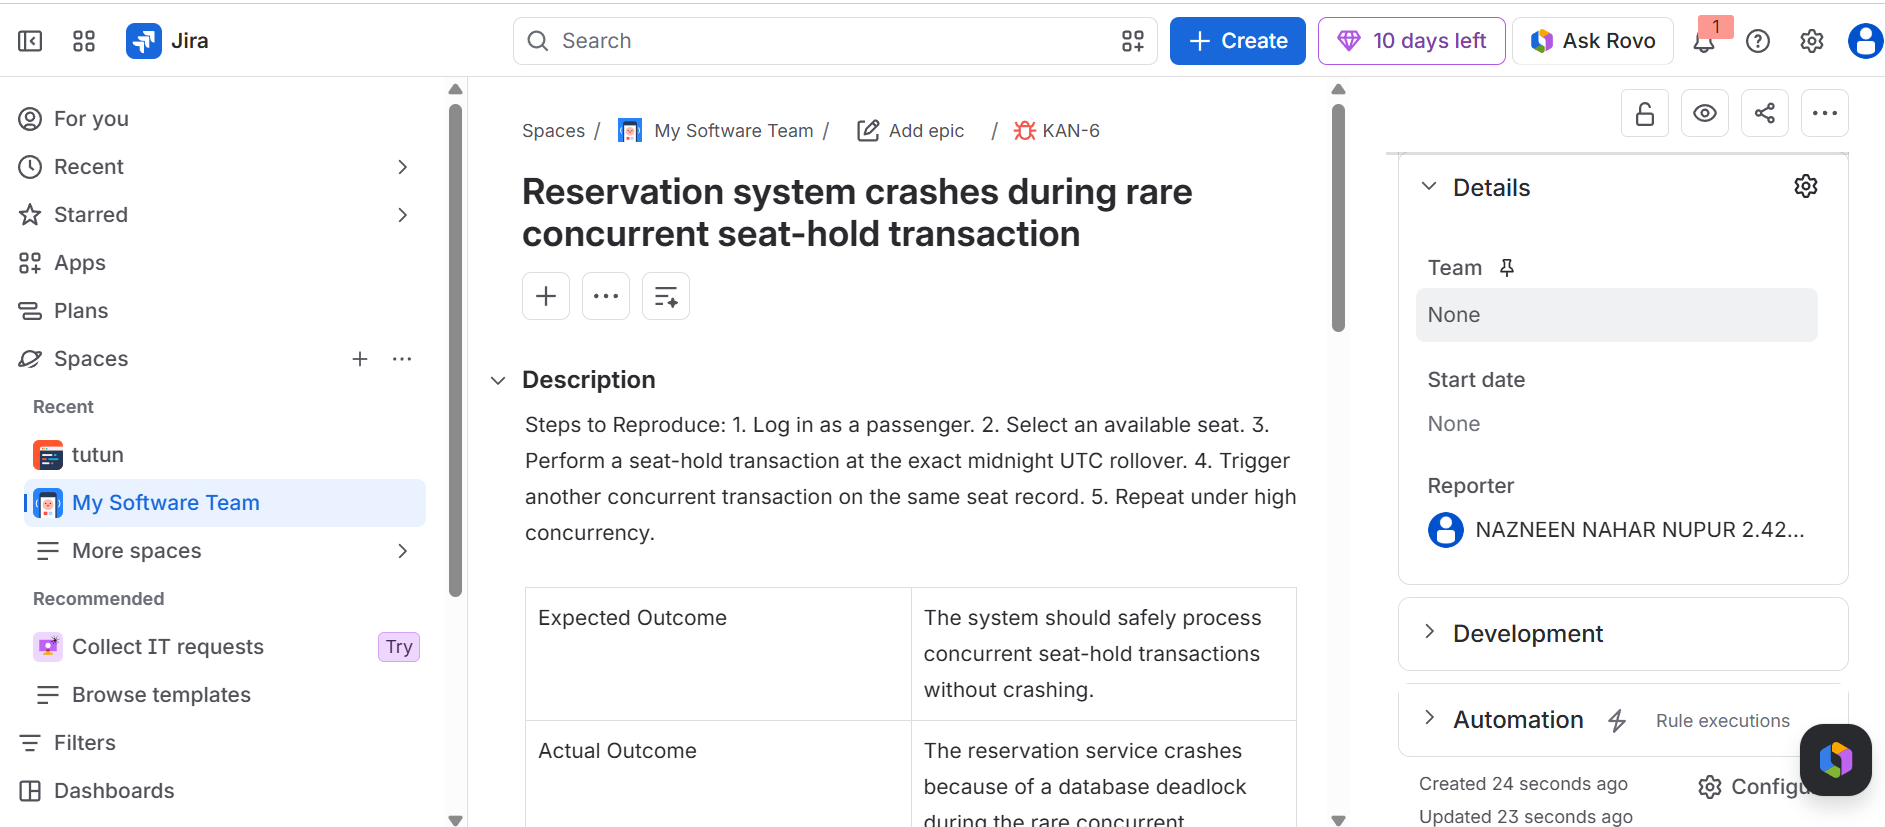 Jira
Search
Create
10 days left
Ask Rovo
1
For you
Recent
Starred
Apps
Plans
Spaces
Recent
tutun
My Software Team
More spaces
Recommended
Collect IT requests
Try
Browse templates
Filters
Dashboards
Spaces / My Software Team / Add epic / KAN-6
Reservation system crashes during rare
concurrent seat-hold transaction
Description
Steps to Reproduce: 1. Log in as a passenger. 2. Select an available seat. 3.
Perform a seat-hold transaction at the exact midnight UTC rollover. 4. Trigger
another concurrent transaction on the same seat record. 5. Repeat under high
concurrency.
Expected Outcome
The system should safely process
concurrent seat-hold transactions
without crashing.
Actual Outcome
The reservation service crashes
because of a database deadlock
during the rare concurrent
Details
Team
None
Start date
None
Reporter
NAZNEEN NAHAR NUPUR 2.42...
Development
Automation
Rule executions
Created 24 seconds ago
Updated 23 seconds ago